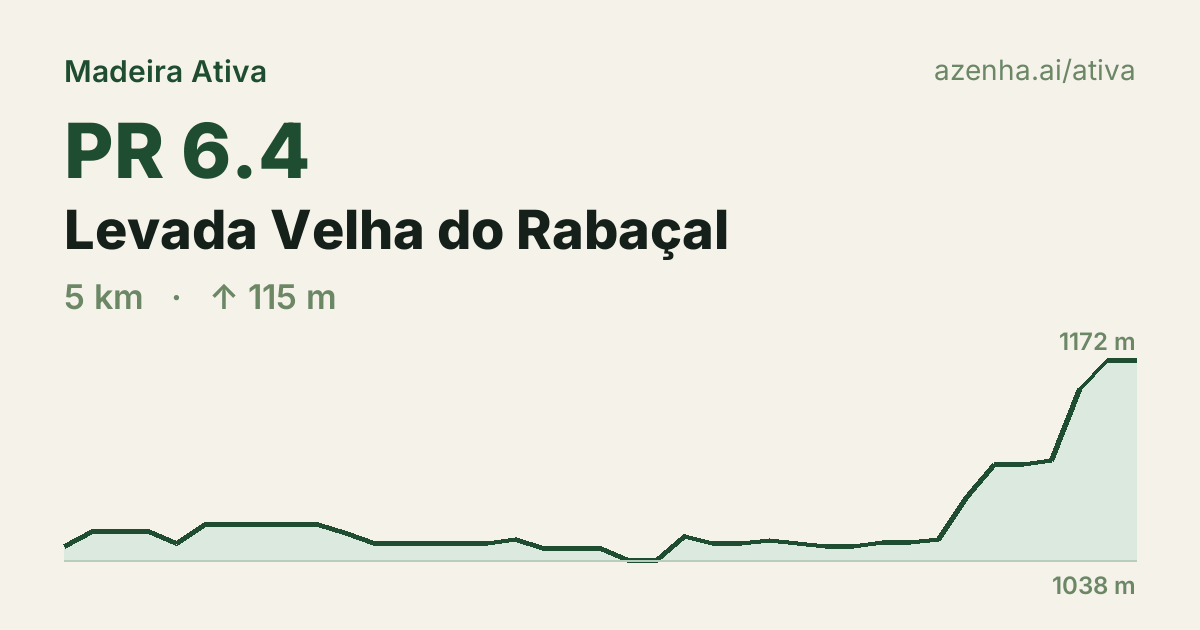 Madeira Ativa
azenha.ai/ativa
PR 6.4
Levada Velha do Rabaçal
5 km · ↑ 115 m
1172 m
1038 m